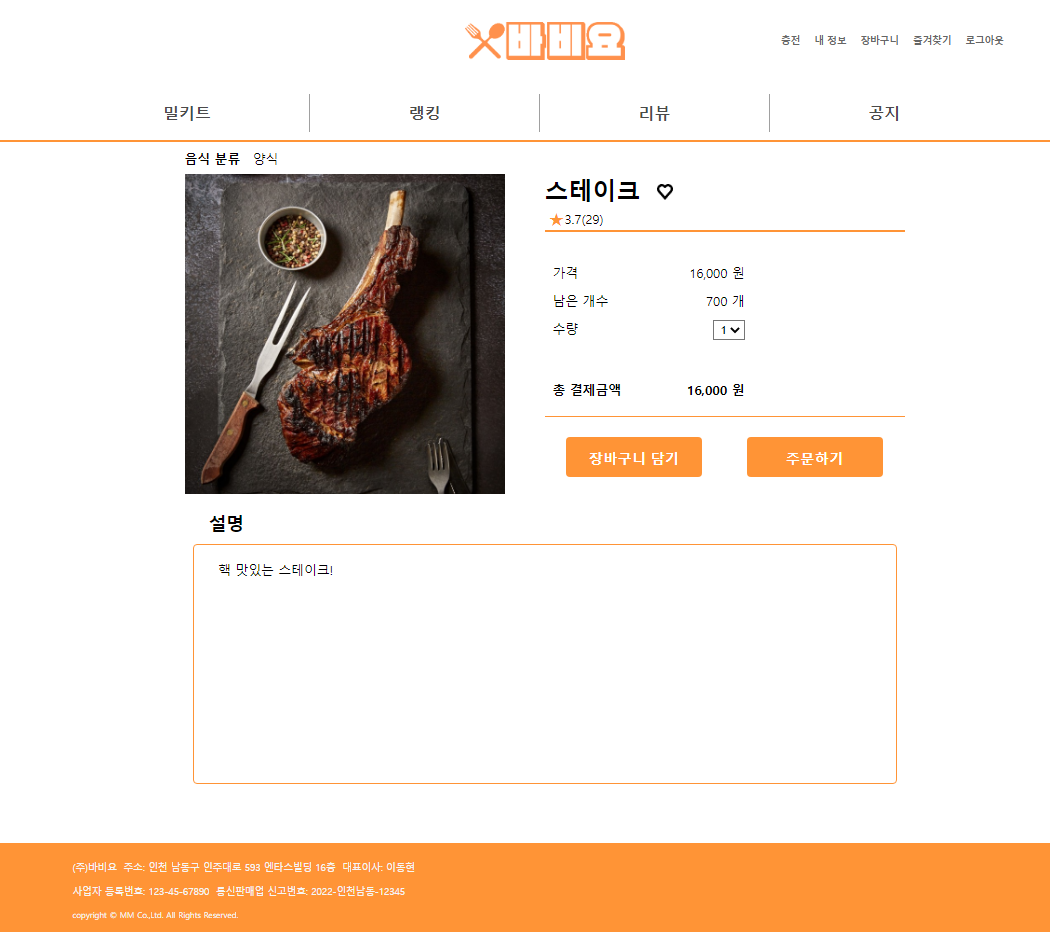 바비요
충전 내 정보 장바구니 즐겨찾기 로그아웃
밀키트 랭킹 리뷰 공지
음식 분류 양식
스테이크
★3.7(29)
가격 16,000 원
남은 개수 700 개
수량 1
총 결제금액 16,000 원
장바구니 담기 주문하기
설명
핵 맛있는 스테이크!
(주)바비요 주소: 인천 남동구 인주대로 593 엔타스빌딩 16층 대표이사: 이동현
사업자 등록번호: 123-45-67890 통신판매업 신고번호: 2022-인천남동-12345
copyright © MM Co.,Ltd. All Rights Reserved.